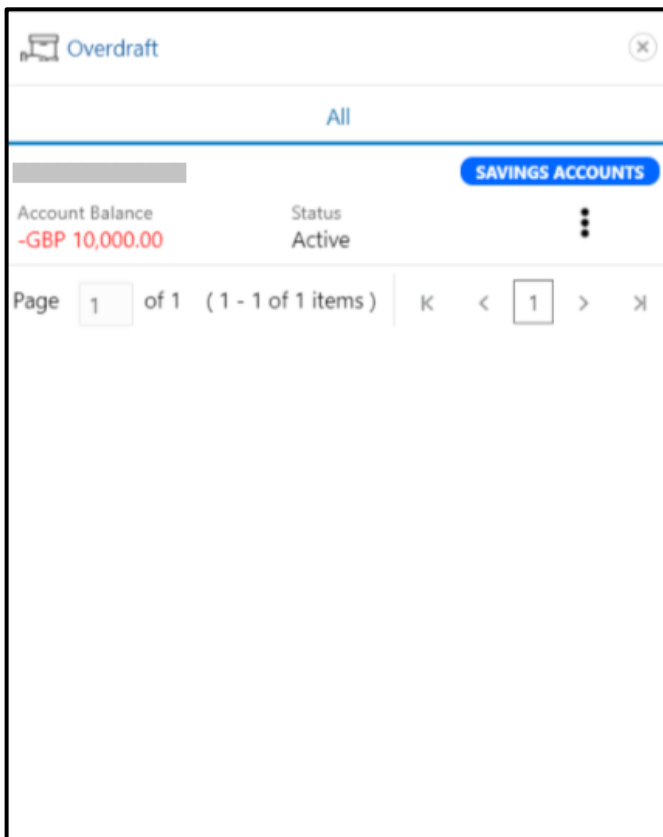 Overdraft
All
SAVINGS ACCOUNTS
Account Balance Status
-GBP 10,000.00 Active
Page 1 of 1 ( 1 - 1 of 1 items ) 1